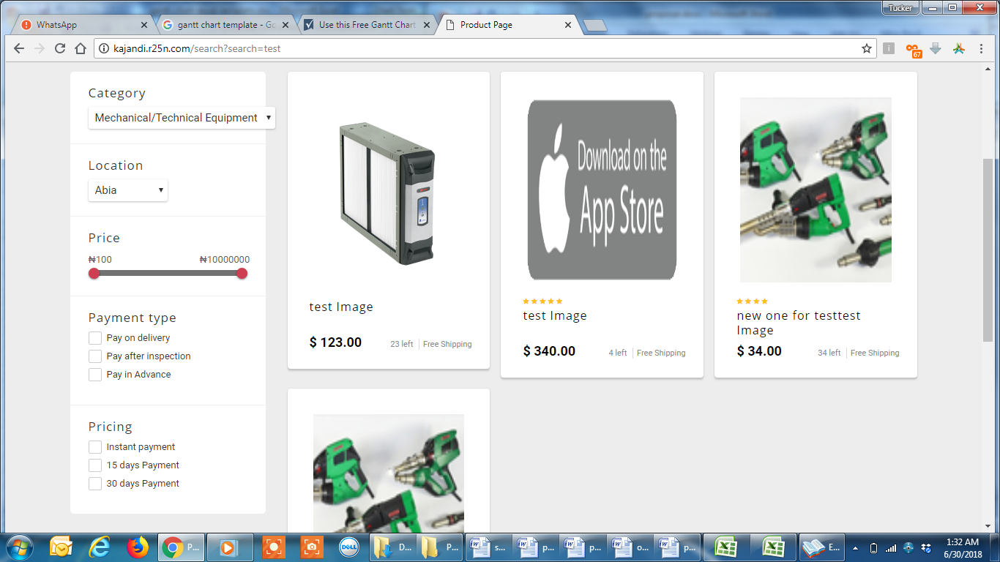 Tucker
WhatsApp
gantt chart template - Go
Use this Free Gantt Chart
Product Page
kajandi.r25n.com/search?search=test
67
Category
Mechanical/Technical Equipment
Location
Abia
Price
₦100 ₦10000000
Payment type
Pay on delivery
Pay after inspection
Pay in Advance
Pricing
Instant payment
15 days Payment
30 days Payment
test Image
$ 123.00 23 left Free Shipping
Download on the
App Store
test Image
$ 340.00 4 left Free Shipping
new one for testtest
Image
$ 34.00 34 left Free Shipping
P...
DELL
D...
P...
s...
p...
p...
o...
p...
E...
1:32 AM
6/30/2018